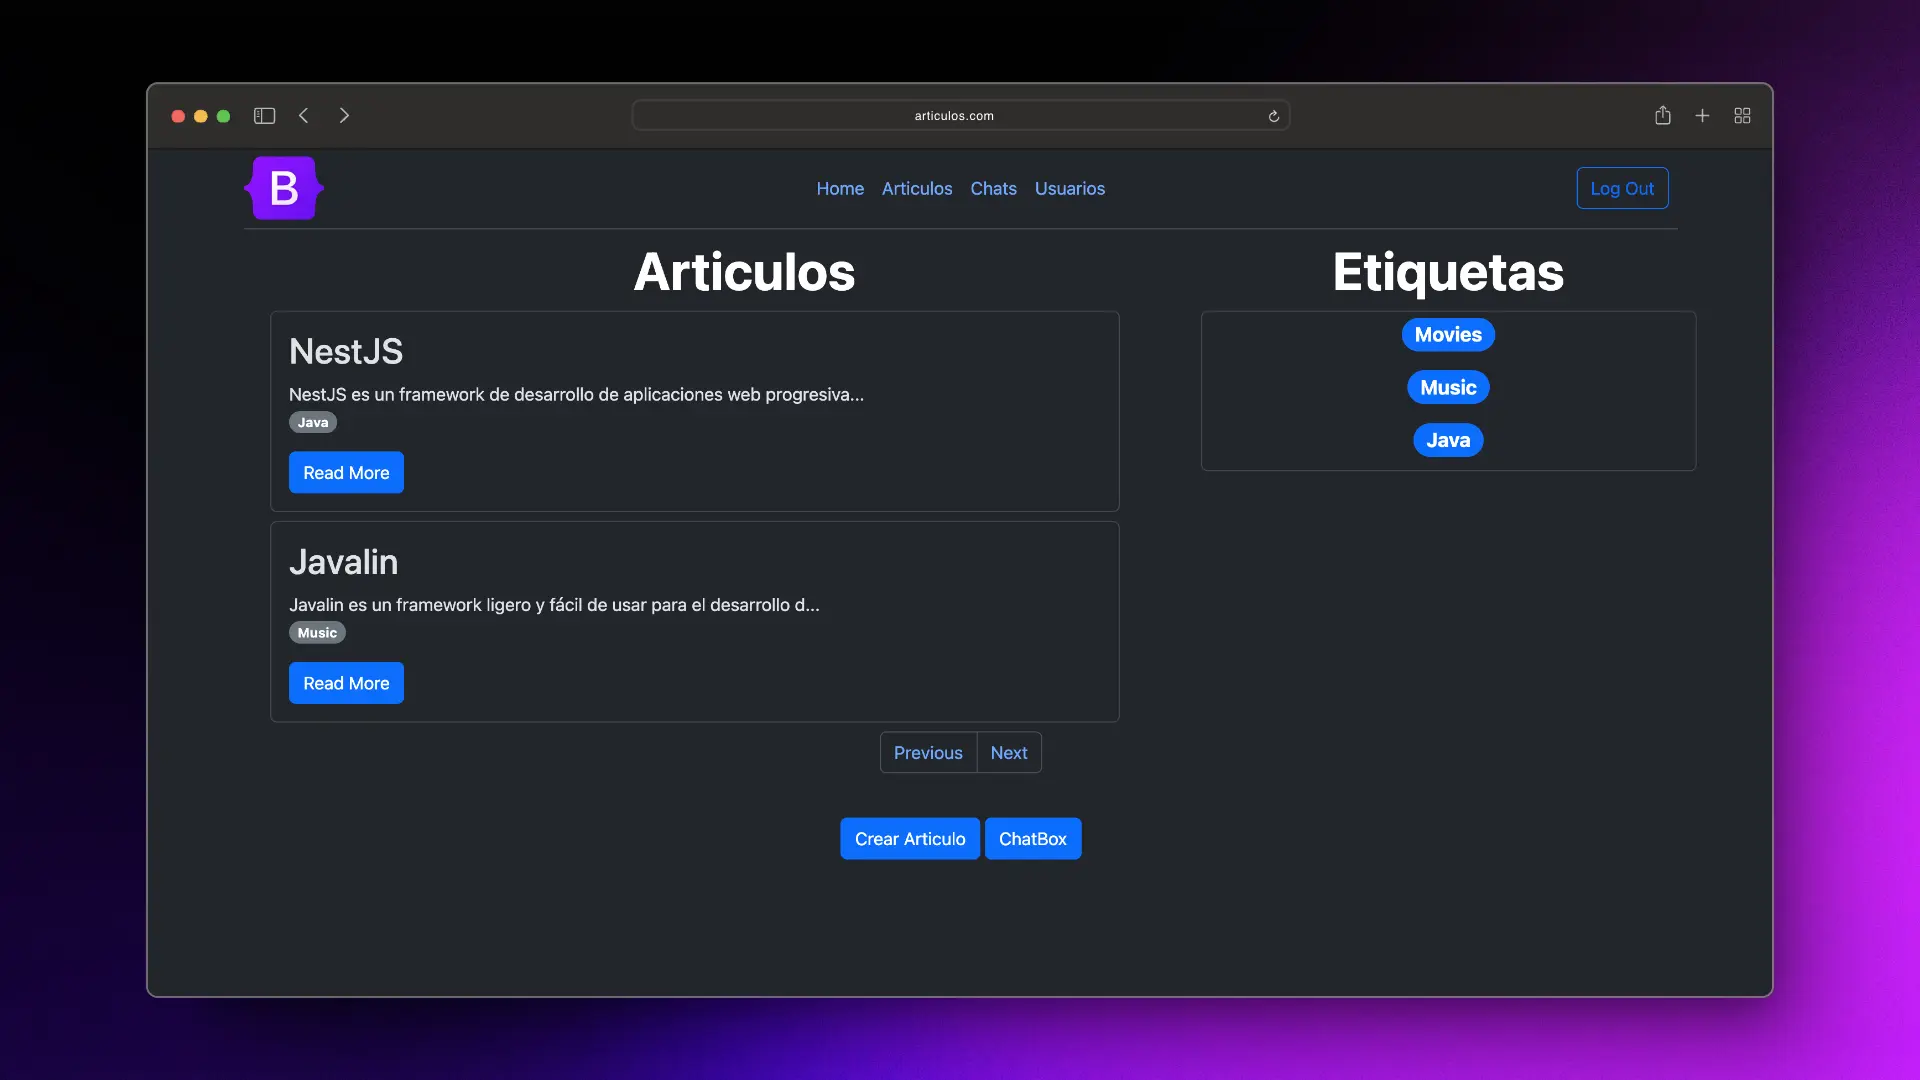 articulos.com
B
Home Articulos Chats Usuarios
Log Out
Articulos
NestJS
NestJS es un framework de desarrollo de aplicaciones web progresiva...
Java
Read More
Javalin
Javalin es un framework ligero y fácil de usar para el desarrollo d...
Music
Read More
Previous Next
Crear Articulo ChatBox
Etiquetas
Movies
Music
Java